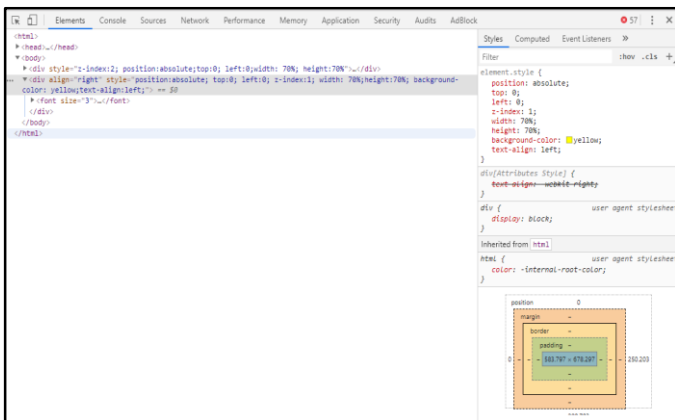 Elements Console Sources Network Performance Memory Application Security Audits AdBlock 57
<html>
<head>…</head>
<body>
<div style="z-index:2; position:absolute;top:0; left:0;width: 70%; height:70%">…</div>
… <div align="right" style="position:absolute; top:0; left:0; z-index:1; width: 70%;height:70%; background-
color: yellow;text-align:left;"> == $0
<font size="3">…</font>
</div>
</body>
</html>
Styles Computed Event Listeners »
Filter :hov .cls +
element.style {
position: absolute;
top: 0;
left: 0;
z-index: 1;
width: 70%;
height: 70%;
background-color: yellow;
text-align: left;
}
div[Attributes Style] {
text-align: -webkit-right;
}
div { user agent styleshee
display: block;
}
Inherited from html
html { user agent styleshee
color: -internal-root-color;
}
position 0
margin –
border –
padding –
0 – – – 583.797 × 678.297 – – – 250.203
–
–
–